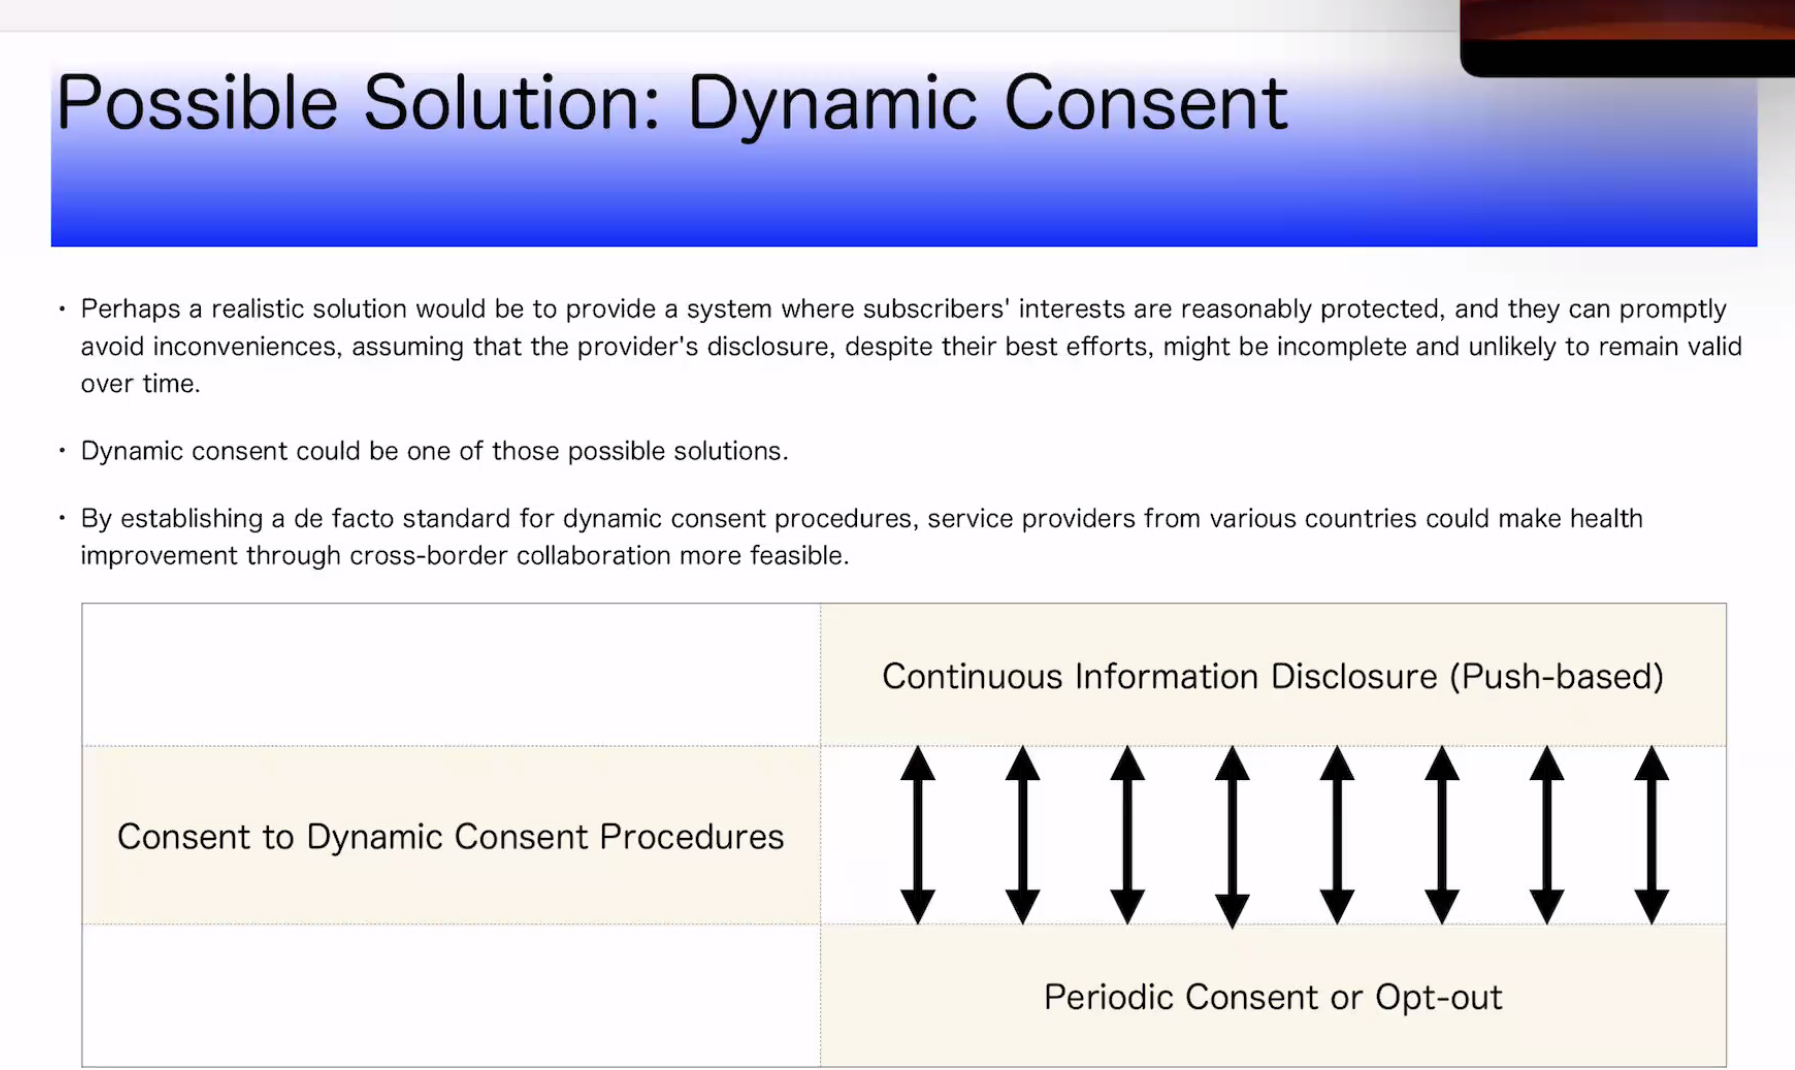 Possible Solution: Dynamic Consent
・ Perhaps a realistic solution would be to provide a system where subscribers' interests are reasonably protected, and they can promptly
avoid inconveniences, assuming that the provider's disclosure, despite their best efforts, might be incomplete and unlikely to remain valid
over time.
・ Dynamic consent could be one of those possible solutions.
・ By establishing a de facto standard for dynamic consent procedures, service providers from various countries could make health
improvement through cross-border collaboration more feasible.
Continuous Information Disclosure (Push-based)
Consent to Dynamic Consent Procedures
Periodic Consent or Opt-out